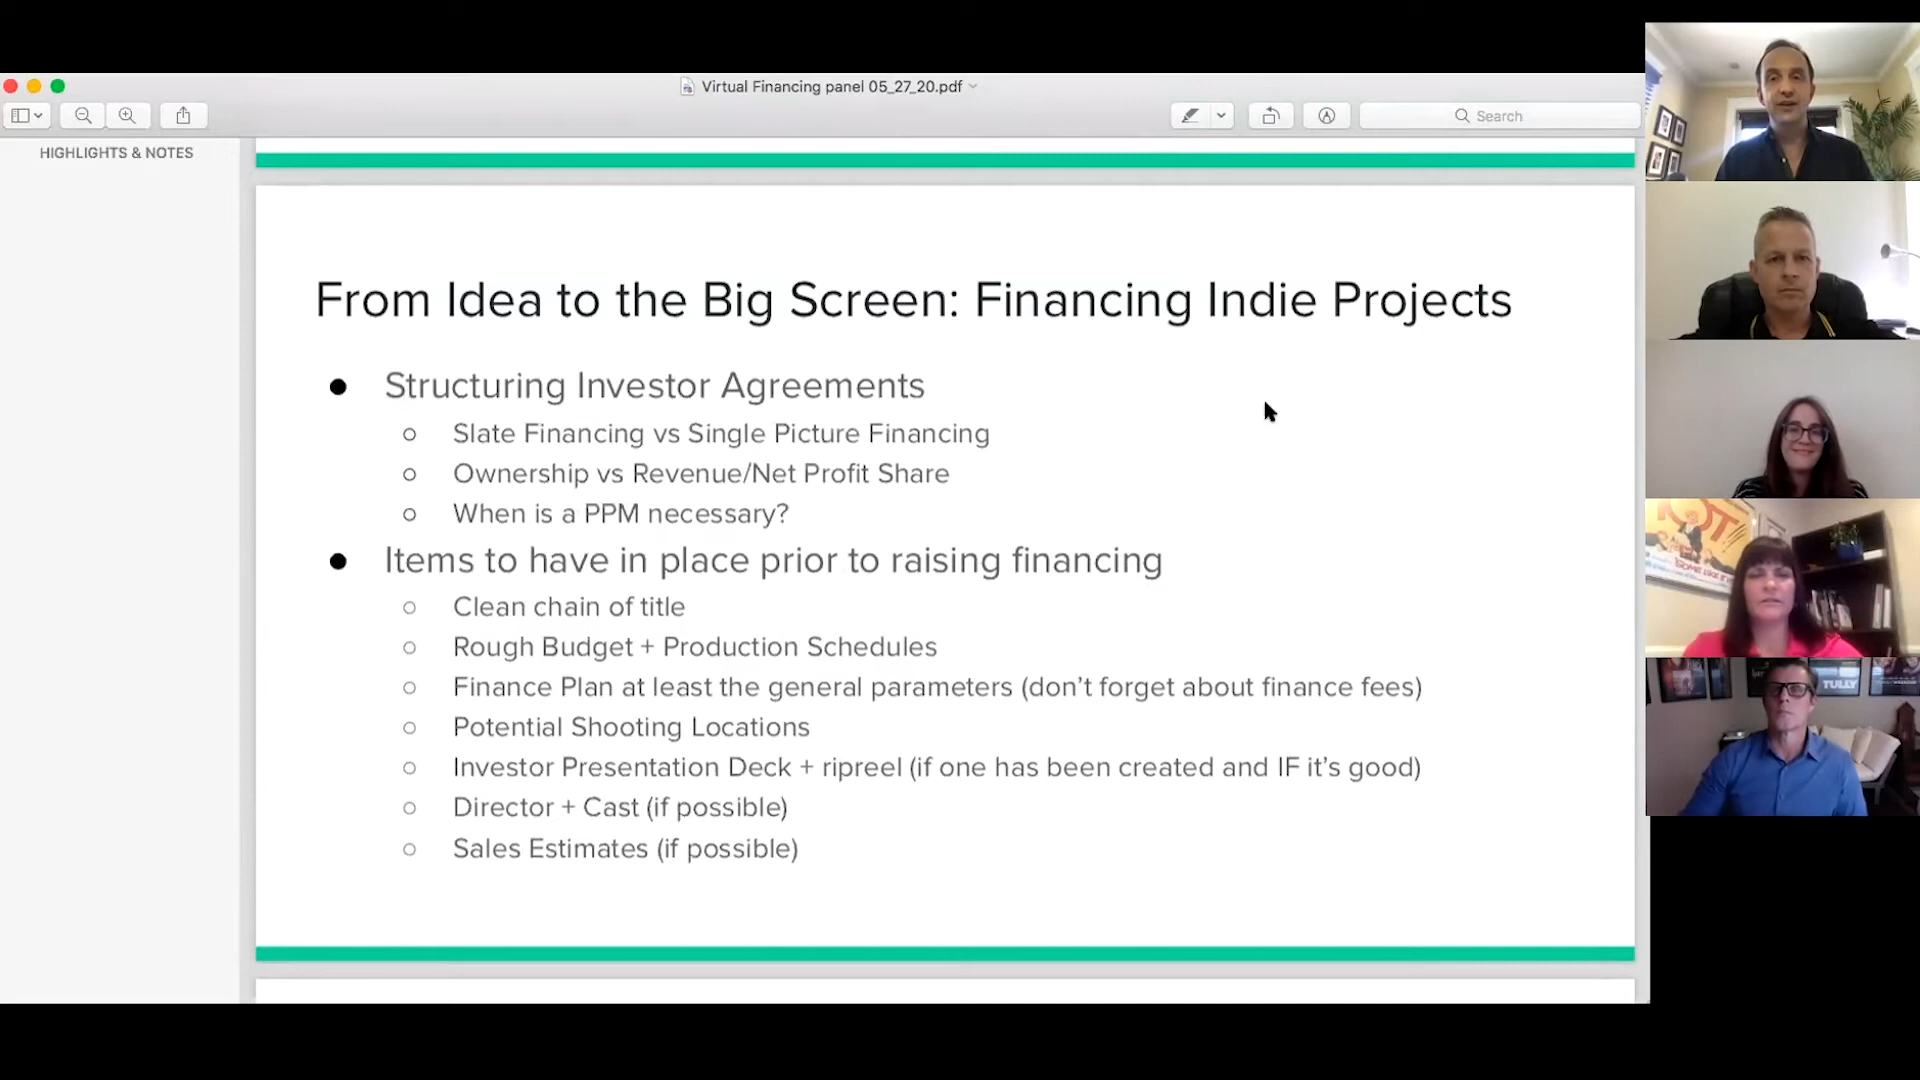 Virtual Financing panel 05_27_20.pdf
Search
HIGHLIGHTS & NOTES
From Idea to the Big Screen: Financing Indie Projects
Structuring Investor Agreements
Slate Financing vs Single Picture Financing
Ownership vs Revenue/Net Profit Share
When is a PPM necessary?
Items to have in place prior to raising financing
Clean chain of title
Rough Budget + Production Schedules
Finance Plan at least the general parameters (don't forget about finance fees)
Potential Shooting Locations
Investor Presentation Deck + ripreel (if one has been created and IF it's good)
Director + Cast (if possible)
Sales Estimates (if possible)
TULLY